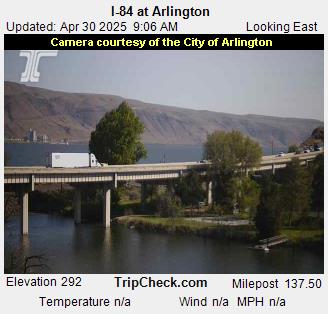 I-84 at Arlington
Updated: Apr 30 2025 9:06 AM Looking East
Camera courtesy of the City of Arlington
Elevation 292 TripCheck.com Milepost 137.50
Temperature n/a Wind n/a MPH n/a